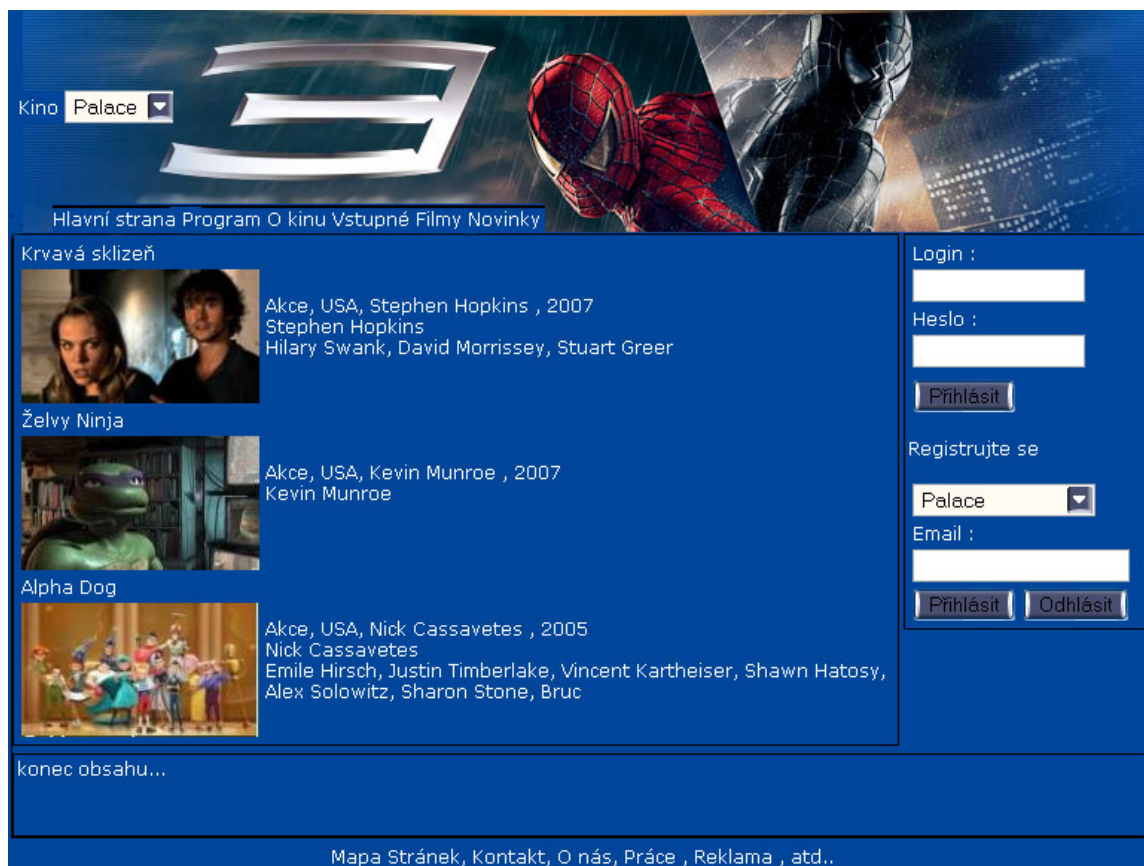 Kino Palace
3
Hlavní strana Program O kinu Vstupné Filmy Novinky
Krvavá sklizeň
Akce, USA, Stephen Hopkins , 2007
Stephen Hopkins
Hilary Swank, David Morrissey, Stuart Greer
Želvy Ninja
Akce, USA, Kevin Munroe , 2007
Kevin Munroe
Alpha Dog
Akce, USA, Nick Cassavetes , 2005
Nick Cassavetes
Emile Hirsch, Justin Timberlake, Vincent Kartheiser, Shawn Hatosy,
Alex Solowitz, Sharon Stone, Bruc
Login :
Heslo :
Přihlásit
Registrujte se
Palace
Email :
Přihlásit Odhlásit
konec obsahu...
Mapa Stránek, Kontakt, O nás, Práce , Reklama , atd..